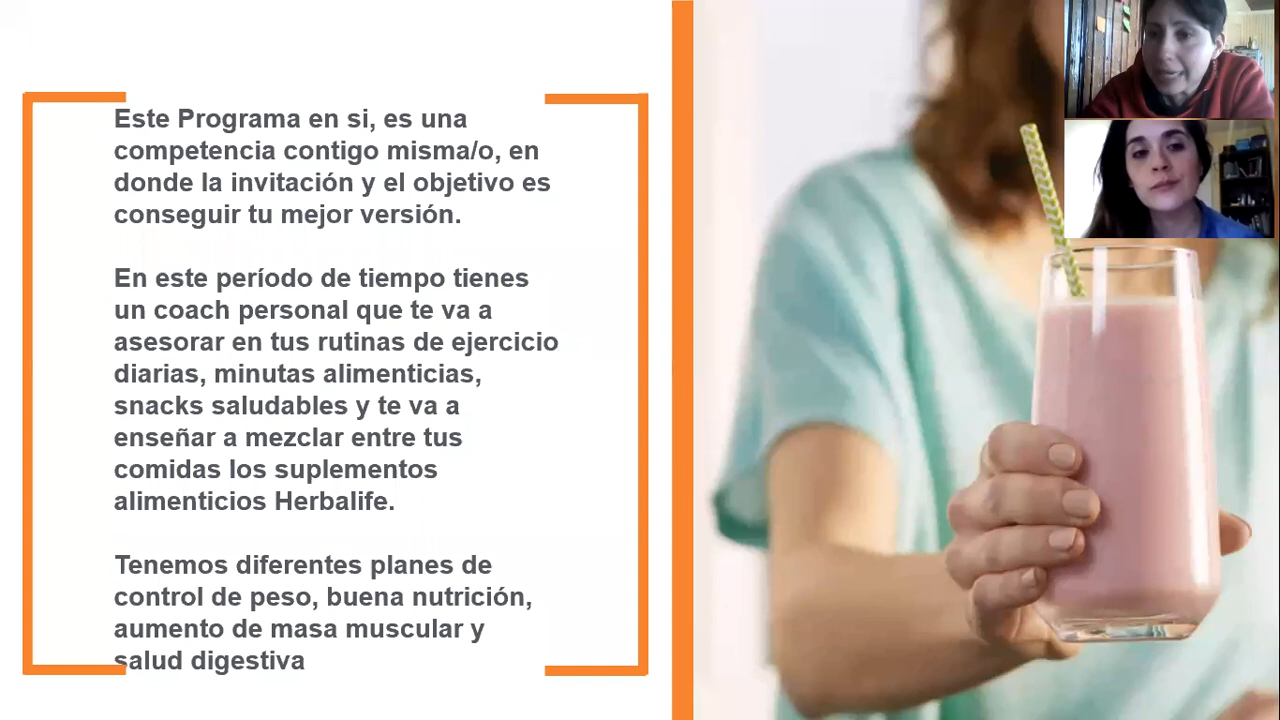 Este Programa en si, es una
competencia contigo misma/o, en
donde la invitación y el objetivo es
conseguir tu mejor versión.
En este período de tiempo tienes
un coach personal que te va a
asesorar en tus rutinas de ejercicio
diarias, minutas alimenticias,
snacks saludables y te va a
enseñar a mezclar entre tus
comidas los suplementos
alimenticios Herbalife.
Tenemos diferentes planes de
control de peso, buena nutrición,
aumento de masa muscular y
salud digestiva